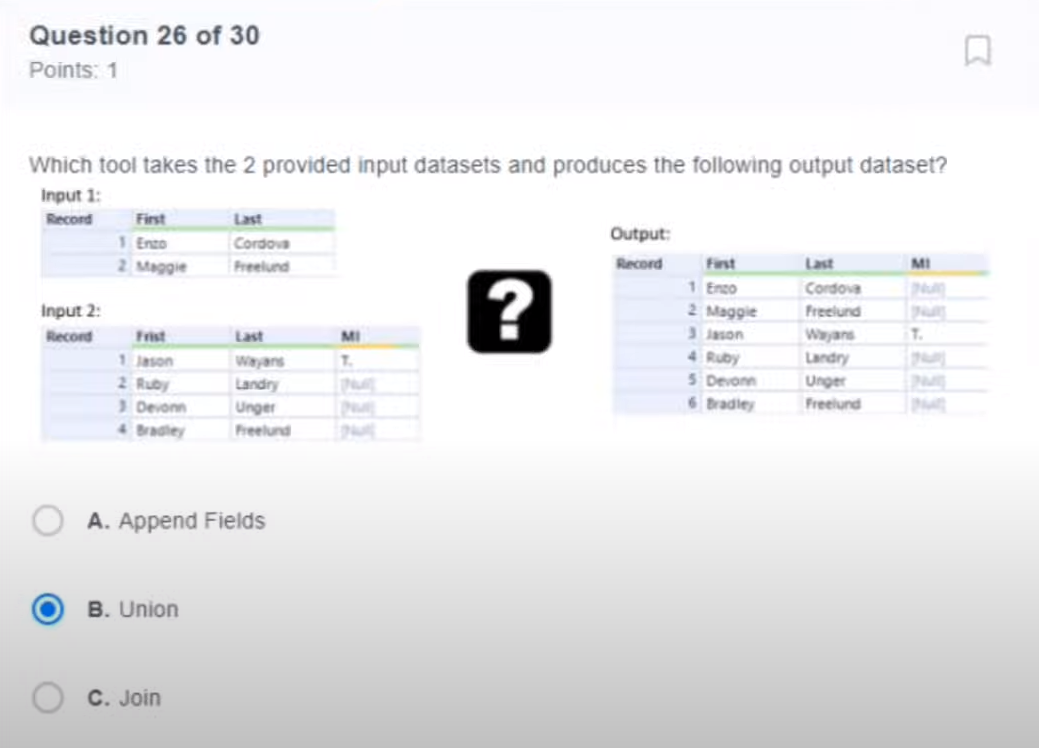 Question 26 of 30
Points: 1
Which tool takes the 2 provided input datasets and produces the following output dataset?
Input 1:
Record First Last
1 Enzo Cordova
2 Maggie Freelund
Input 2:
Record Frist Last MI
1 Jason Wayans T.
2 Ruby Landry [Null]
3 Devonn Unger [Null]
4 Bradley Freelund [Null]
?
Output:
Record First Last MI
1 Enzo Cordova [Null]
2 Maggie Freelund [Null]
3 Jason Wayans T.
4 Ruby Landry [Null]
5 Devonn Unger [Null]
6 Bradley Freelund [Null]
A. Append Fields
B. Union
C. Join